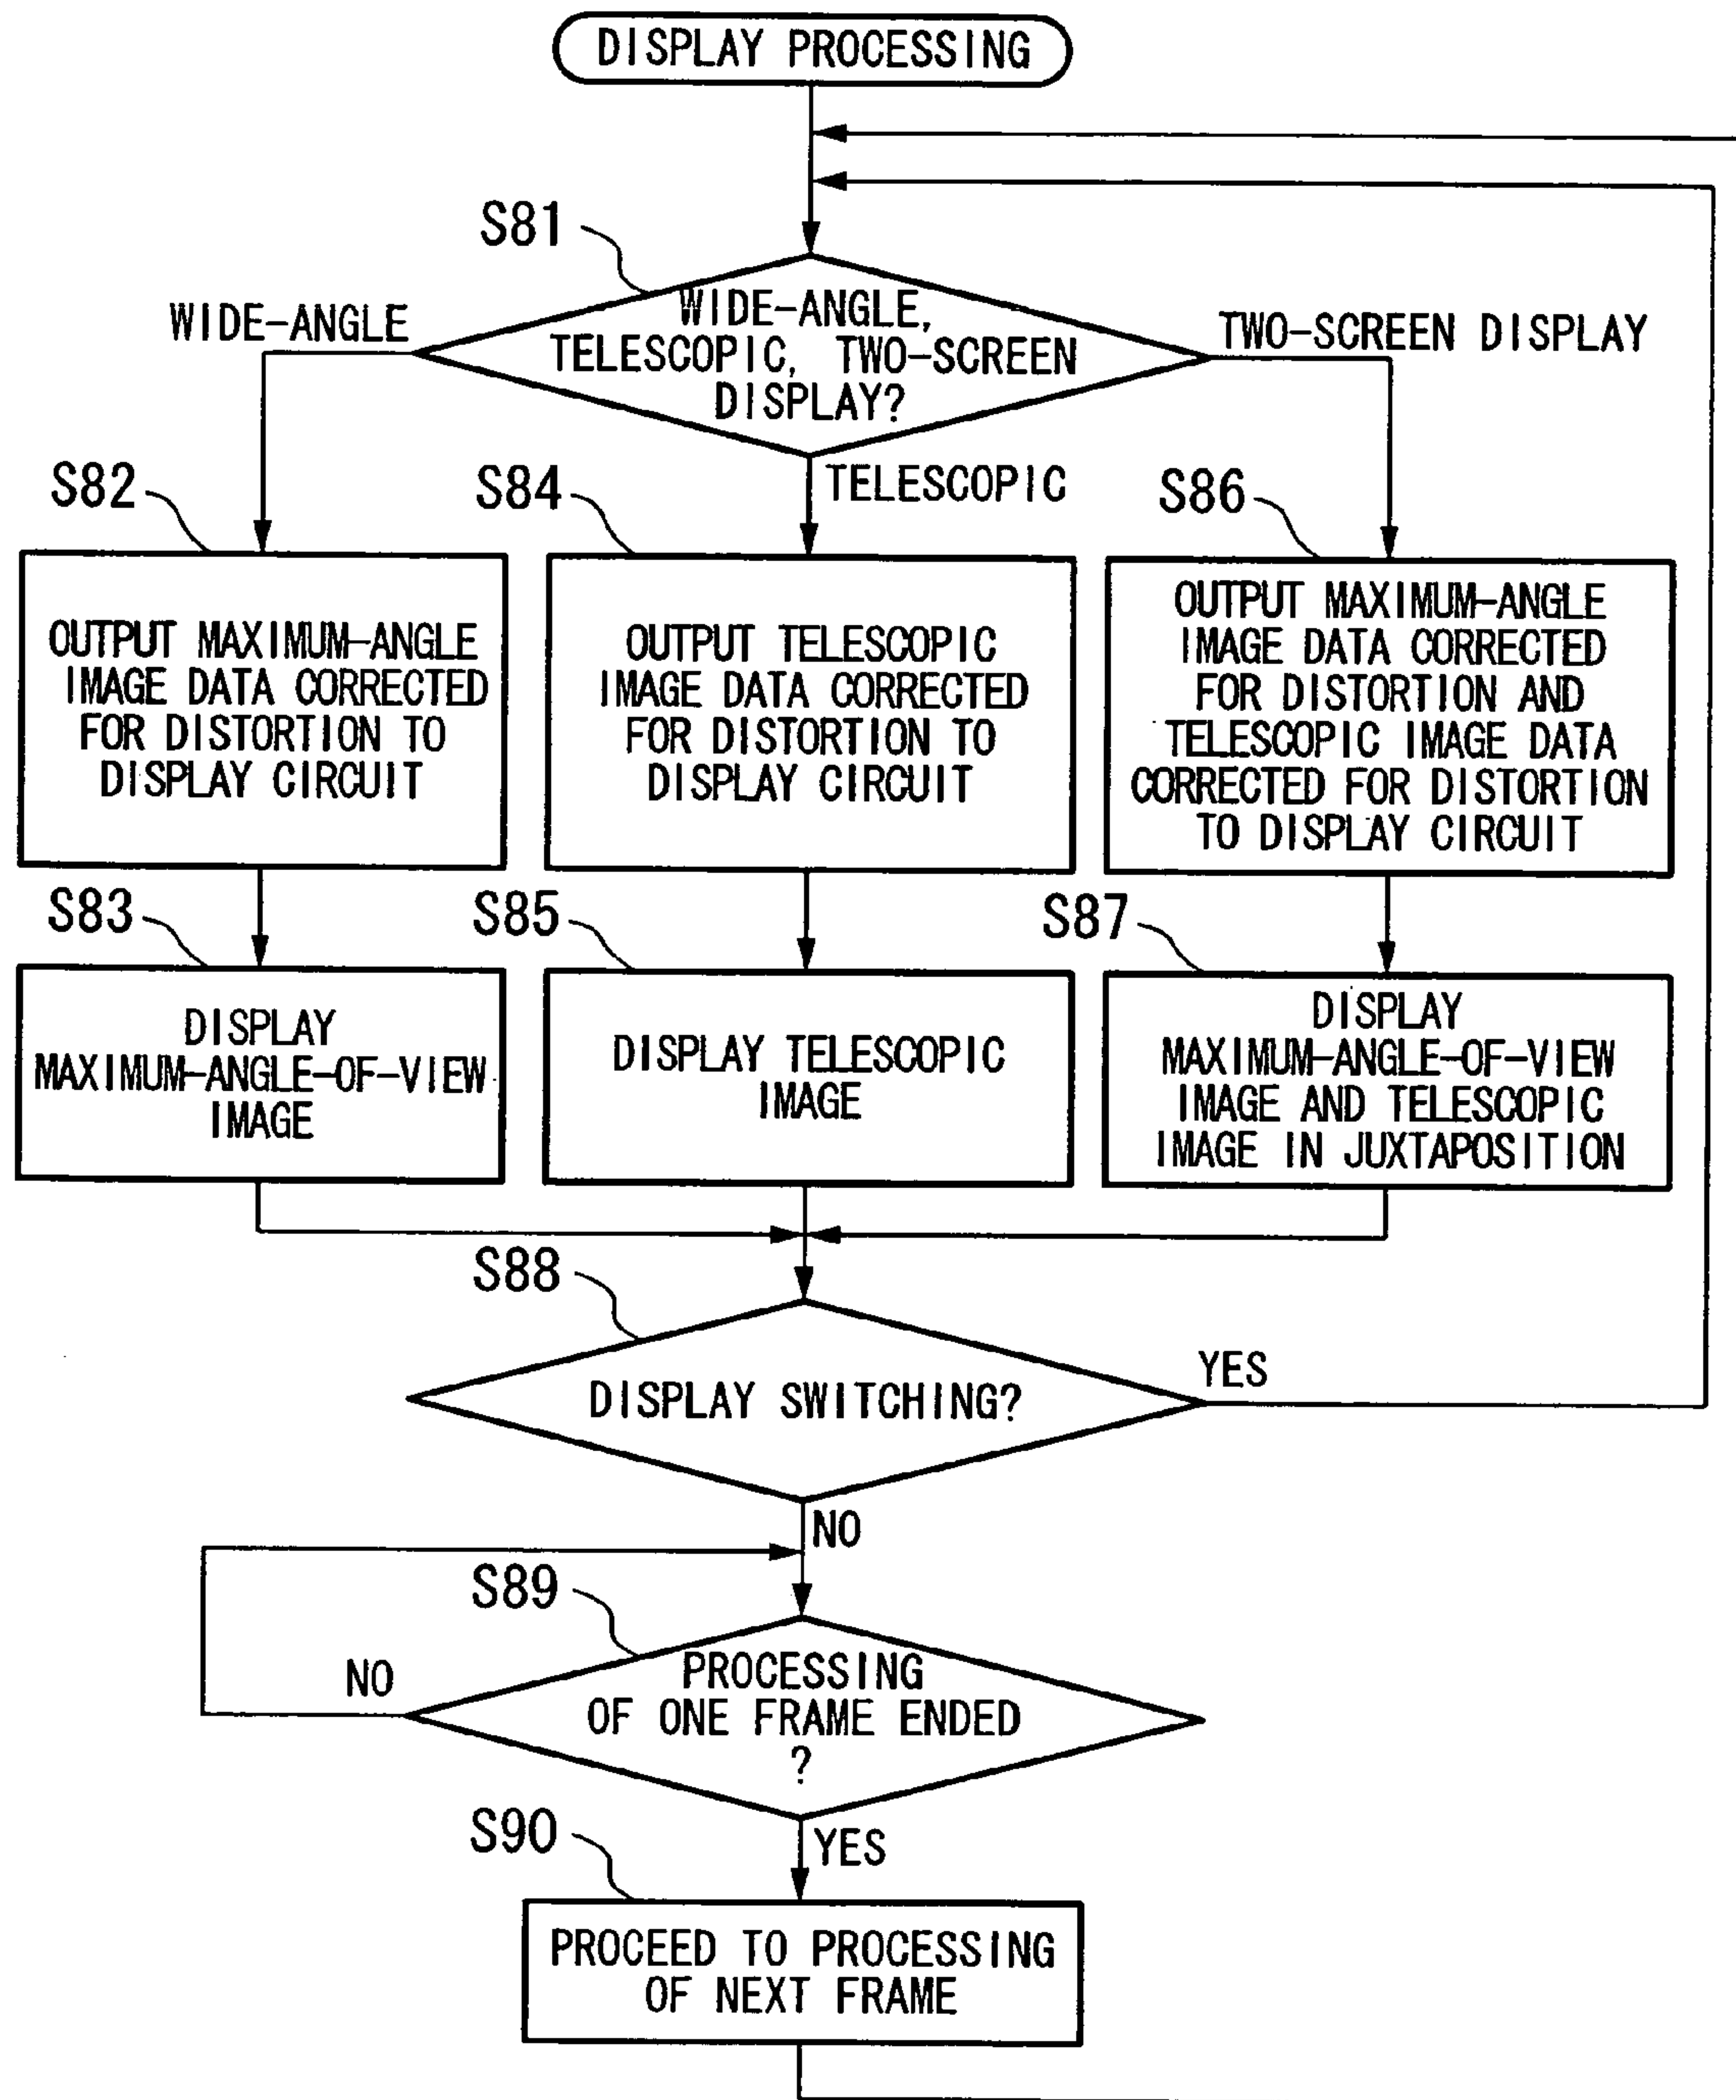 DISPLAY PROCESSING
S81
WIDE-ANGLE
WIDE-ANGLE,
TELESCOPIC, TWO-SCREEN
DISPLAY?
TWO-SCREEN DISPLAY
TELESCOPIC
S82
OUTPUT MAXIMUM-ANGLE
IMAGE DATA CORRECTED
FOR DISTORTION TO
DISPLAY CIRCUIT
S84
OUTPUT TELESCOPIC
IMAGE DATA CORRECTED
FOR DISTORTION TO
DISPLAY CIRCUIT
S86
OUTPUT MAXIMUM-ANGLE
IMAGE DATA CORRECTED
FOR DISTORTION AND
TELESCOPIC IMAGE DATA
CORRECTED FOR DISTORTION
TO DISPLAY CIRCUIT
S83
DISPLAY
MAXIMUM-ANGLE-OF-VIEW
IMAGE
S85
DISPLAY TELESCOPIC
IMAGE
S87
DISPLAY
MAXIMUM-ANGLE-OF-VIEW
IMAGE AND TELESCOPIC
IMAGE IN JUXTAPOSITION
S88
DISPLAY SWITCHING?
YES
NO
S89
NO
PROCESSING
OF ONE FRAME ENDED
?
YES
S90
PROCEED TO PROCESSING
OF NEXT FRAME